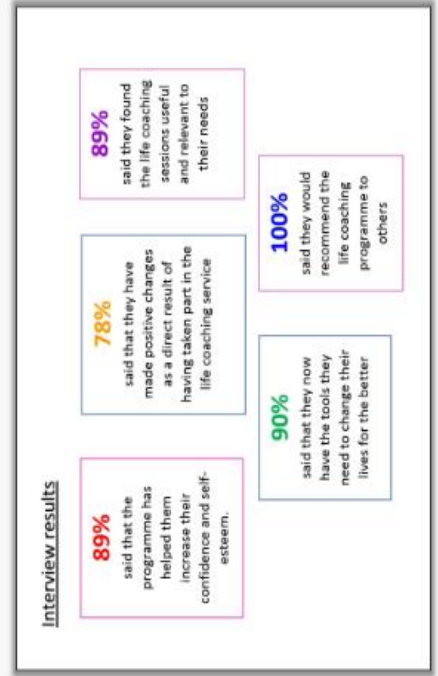 Interview results
89%
said that the
programme has
helped them
increase their
confidence and self-
esteem.
78%
said that they have
made positive changes
as a direct result of
having taken part in the
life coaching service
89%
said they found
the life coaching
sessions useful
and relevant to
their needs
90%
said that they now
have the tools they
need to change their
lives for the better
100%
said they would
recommend the
life coaching
programme to
others